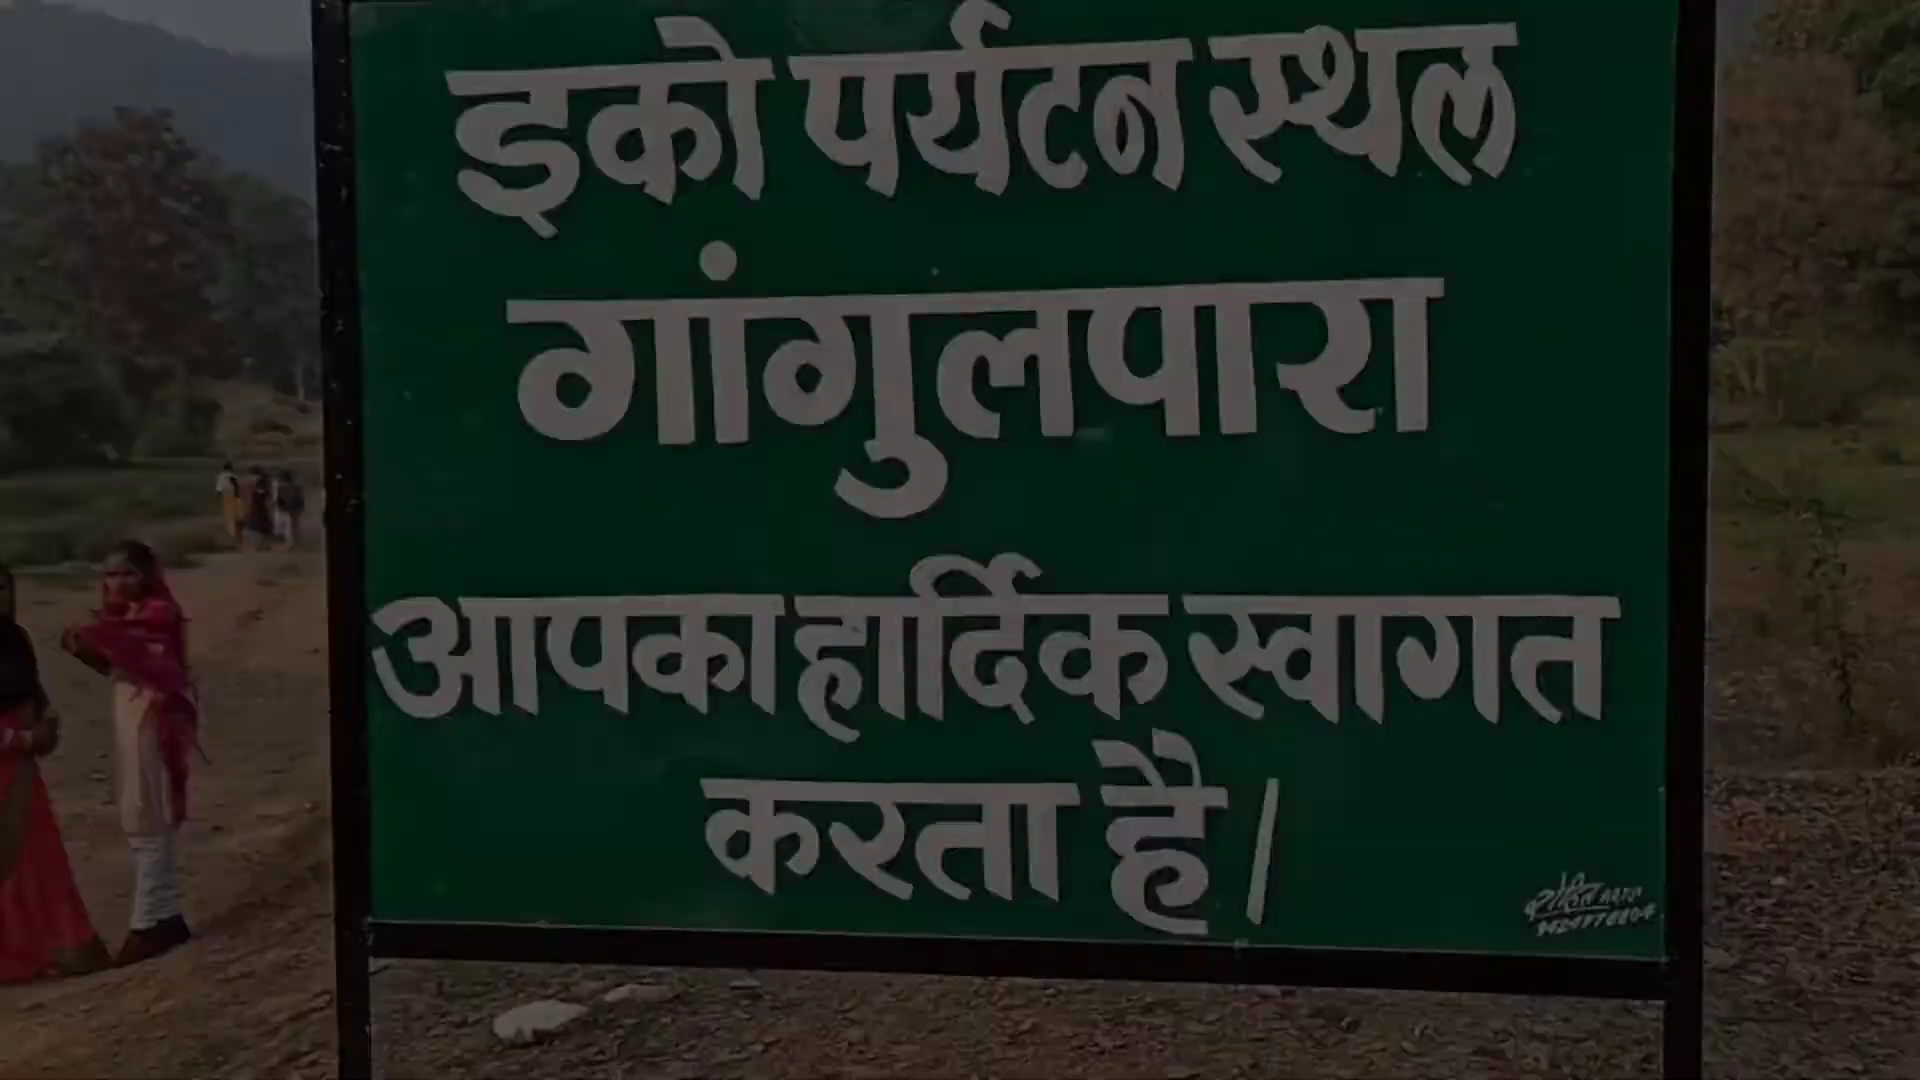 इको पर्यटन स्थल
गांगुलपारा
आपका हार्दिक स्वागत
करता है।